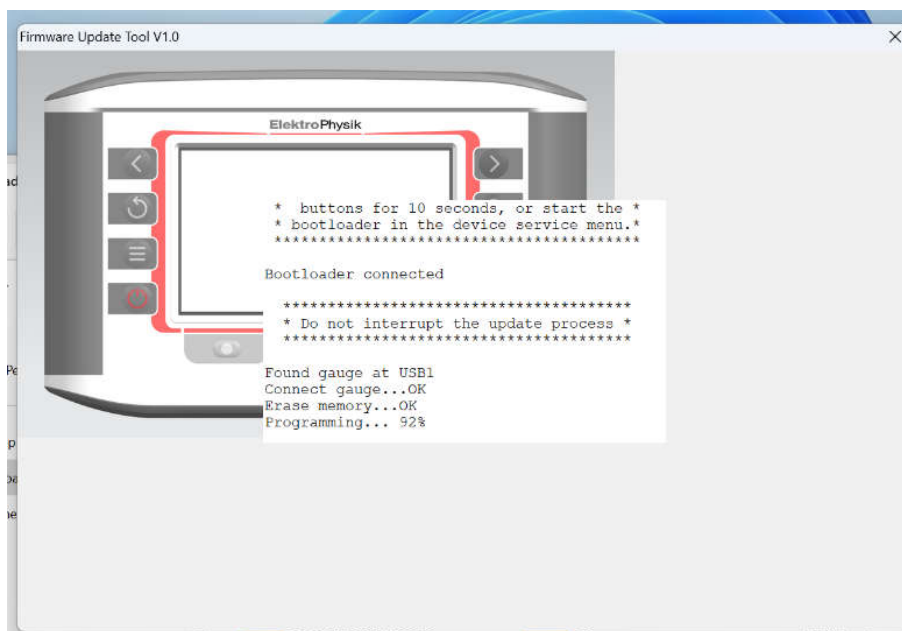 Firmware Update Tool V1.0
ElektroPhysik
* buttons for 10 seconds, or start the *
* bootloader in the device service menu.*
*****************************************
Bootloader connected
***************************************
* Do not interrupt the update process *
***************************************
Found gauge at USB1
Connect gauge...OK
Erase memory...OK
Programming... 92%